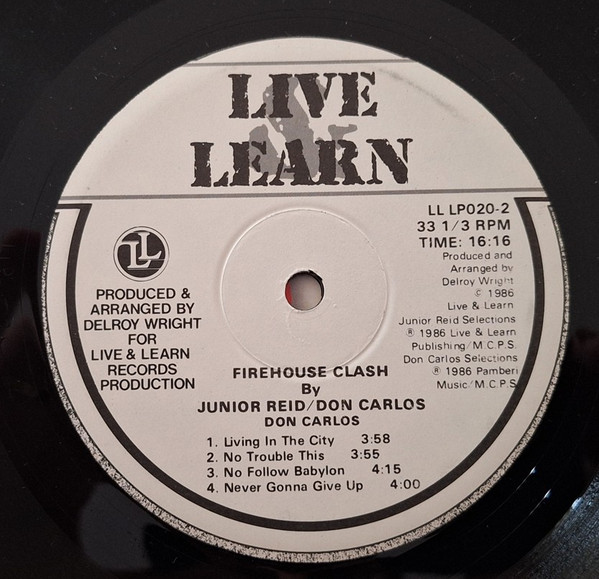 LIVE
&
LEARN
LL
PRODUCED &
ARRANGED BY
DELROY WRIGHT
FOR
LIVE & LEARN
RECORDS
PRODUCTION
LL LP020-2
33 1/3 RPM
TIME: 16:16
Produced and
Arranged by
Delroy Wright
© 1986
Live & Learn
Junior Reid Selections
® 1986 Live & Learn
Publishing/M.C.P.S.
Don Carlos Selections
® 1986 Pamberi
Music/M.C.P.S
FIREHOUSE CLASH
By
JUNIOR REID/DON CARLOS
DON CARLOS
1. Living In The City 3:58
2. No Trouble This 3:55
3. No Follow Babylon 4:15
4. Never Gonna Give Up 4:00